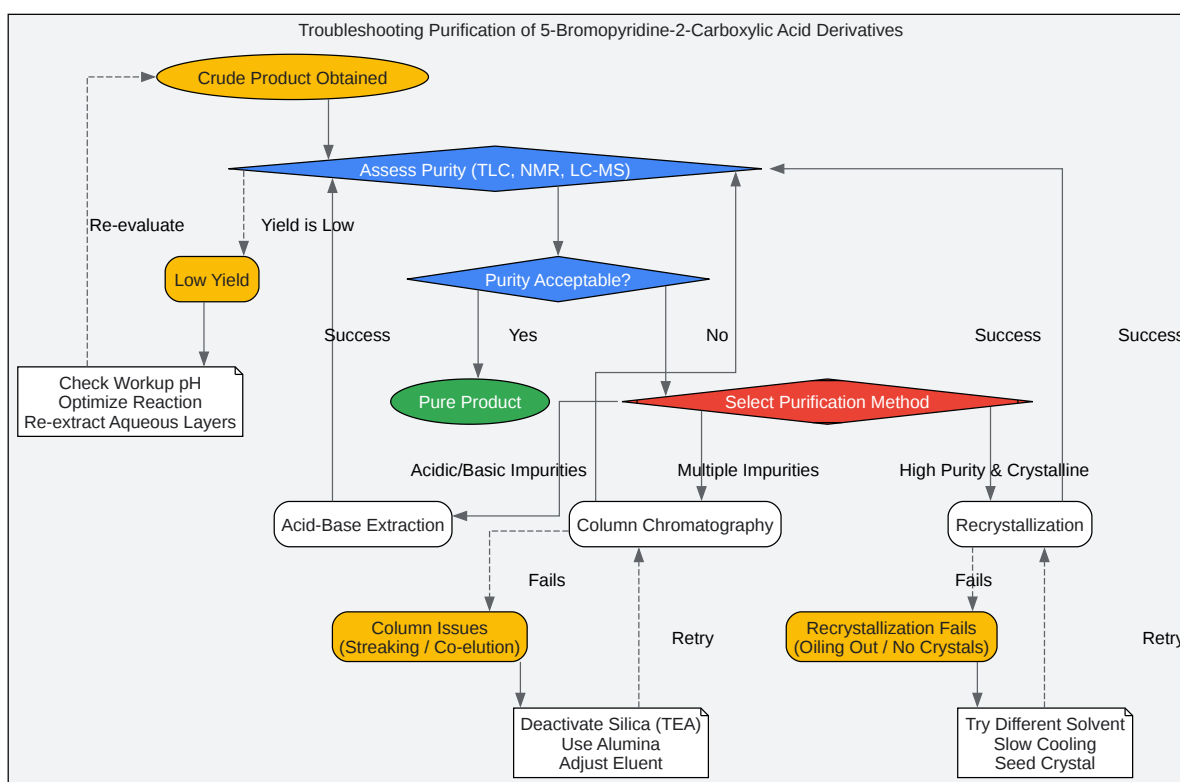 Troubleshooting Purification of 5-Bromopyridine-2-Carboxylic Acid Derivatives
Crude Product Obtained
Assess Purity (TLC, NMR, LC-MS)
Re-evaluate
Yield is Low
Low Yield
Purity Acceptable?
Success
Yes
No
Success
Success
Check Workup pH
Optimize Reaction
Re-extract Aqueous Layers
Pure Product
Select Purification Method
Acidic/Basic Impurities
Multiple Impurities
High Purity & Crystalline
Acid-Base Extraction
Column Chromatography
Recrystallization
Fails
Fails
Column Issues
(Streaking / Co-elution)
Retry
Recrystallization Fails
(Oiling Out / No Crystals)
Retry
Deactivate Silica (TEA)
Use Alumina
Adjust Eluent
Try Different Solvent
Slow Cooling
Seed Crystal